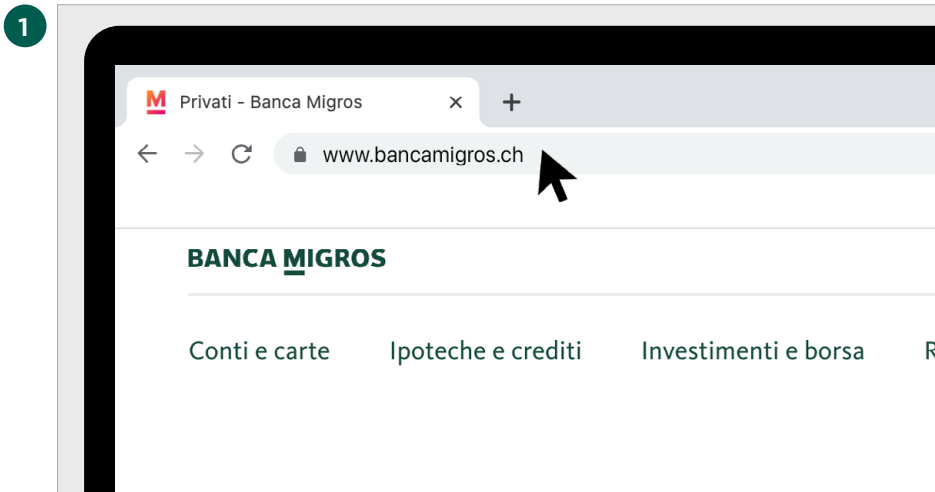 1
M Privati – Banca Migros
www.bancamigros.ch
BANCA MIGROS
Conti e carte Ipoteche e crediti Investimenti e borsa